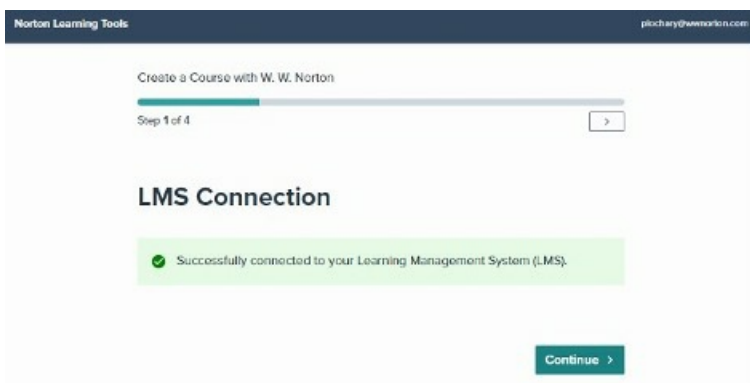 Norton Learning Tools
plochary@wwnorton.com
Create a Course with W. W. Norton
Step 1 of 4
LMS Connection
Successfully connected to your Learning Management System (LMS).
Continue >